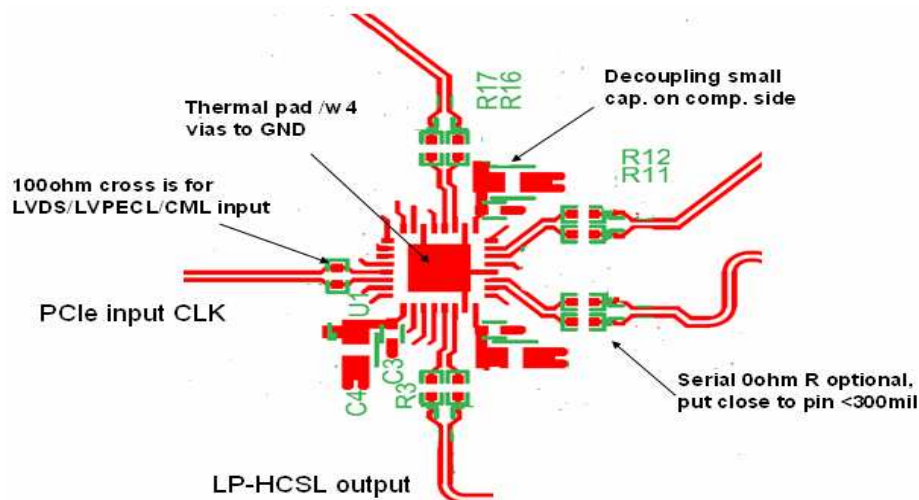 R17
R16
Decoupling small
cap. on comp. side
Thermal pad /w 4
vias to GND
R12
R11
100ohm cross is for
LVDS/LVPECL/CML input
U1
PCIe input CLK
C4
C3
R3
Serial 0ohm R optional,
put close to pin <300mil
LP-HCSL output